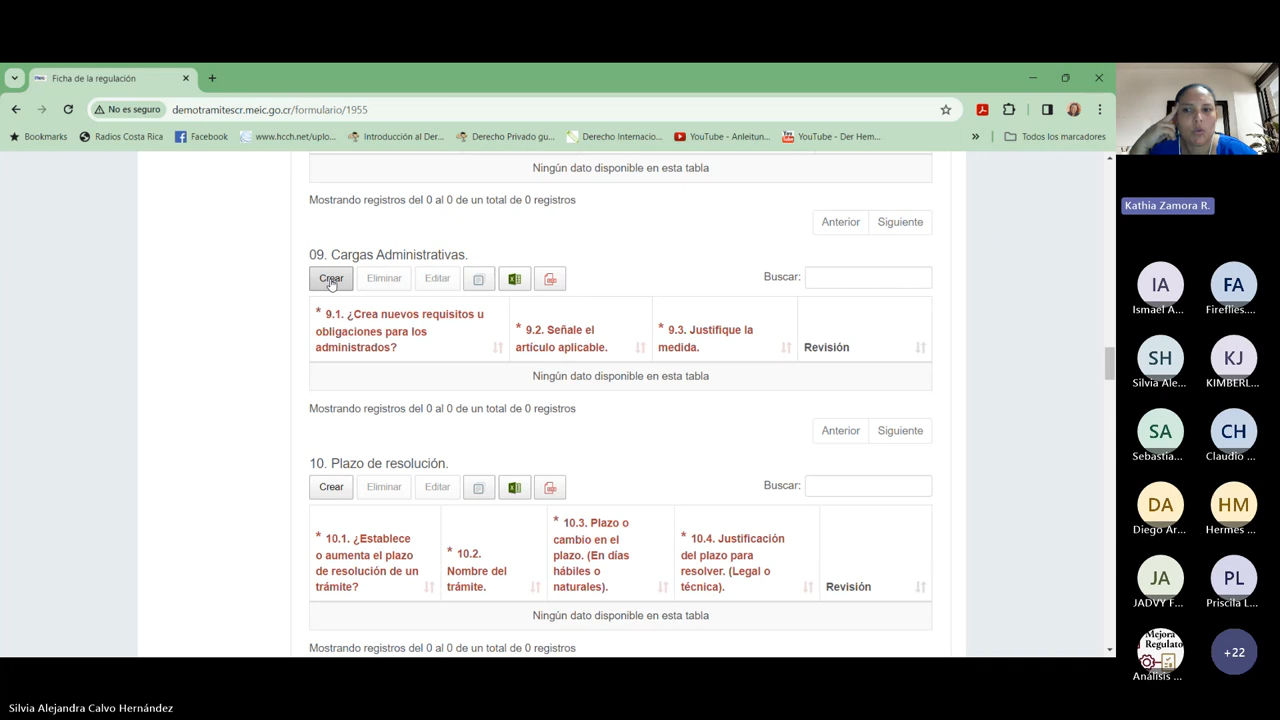 Ficha de la regulación
No es seguro demotramitescr.meic.go.cr/formulario/1955
Bookmarks Radios Costa Rica Facebook www.hcch.net/uplo... Introducción al Der... Derecho Privado gu... Derecho Internacio... YouTube - Anleitun... YouTube - Der Hem... » Todos los marcadores
Ningún dato disponible en esta tabla
Mostrando registros del 0 al 0 de un total de 0 registros
Anterior Siguiente
09. Cargas Administrativas.
Crear Eliminar Editar Buscar:
* 9.1. ¿Crea nuevos requisitos u
obligaciones para los
administrados?
* 9.2. Señale el
artículo aplicable.
* 9.3. Justifique la
medida.
Revisión
Ningún dato disponible en esta tabla
Mostrando registros del 0 al 0 de un total de 0 registros
Anterior Siguiente
10. Plazo de resolución.
Crear Eliminar Editar Buscar:
* 10.1. ¿Establece
o aumenta el plazo
de resolución de un
trámite?
* 10.2.
Nombre del
trámite.
* 10.3. Plazo o
cambio en el
plazo. (En días
hábiles o
naturales).
* 10.4. Justificación
del plazo para
resolver. (Legal o
técnica).
Revisión
Ningún dato disponible en esta tabla
Mostrando registros del 0 al 0 de un total de 0 registros
Kathia Zamora R.
IA
Ismael A...
FA
Fireflies....
SH
Silvia Ale...
KJ
KIMBERL...
SA
Sebastia...
CH
Claudio ...
DA
Diego Ar...
HM
Hermes ...
JA
JADVY F...
PL
Priscila L...
Mejora
Regulato
Análisis ...
+22
Silvia Alejandra Calvo Hernández